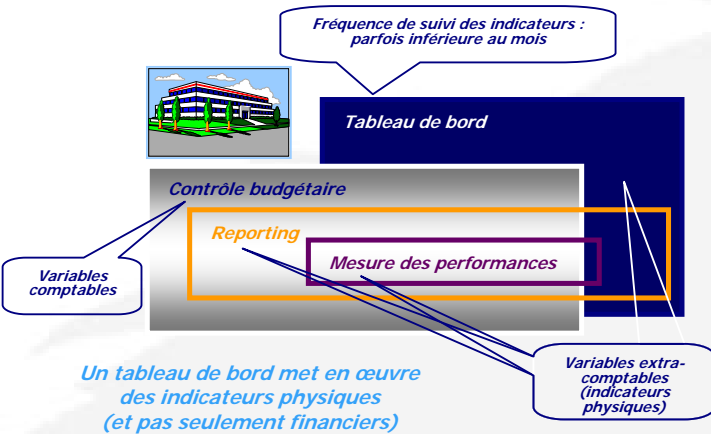 Fréquence de suivi des indicateurs :
parfois inférieure au mois
Tableau de bord
Contrôle budgétaire
Reporting
Mesure des performances
Variables
comptables
Variables extra-
comptables
(indicateurs
physiques)
Un tableau de bord met en œuvre
des indicateurs physiques
(et pas seulement financiers)